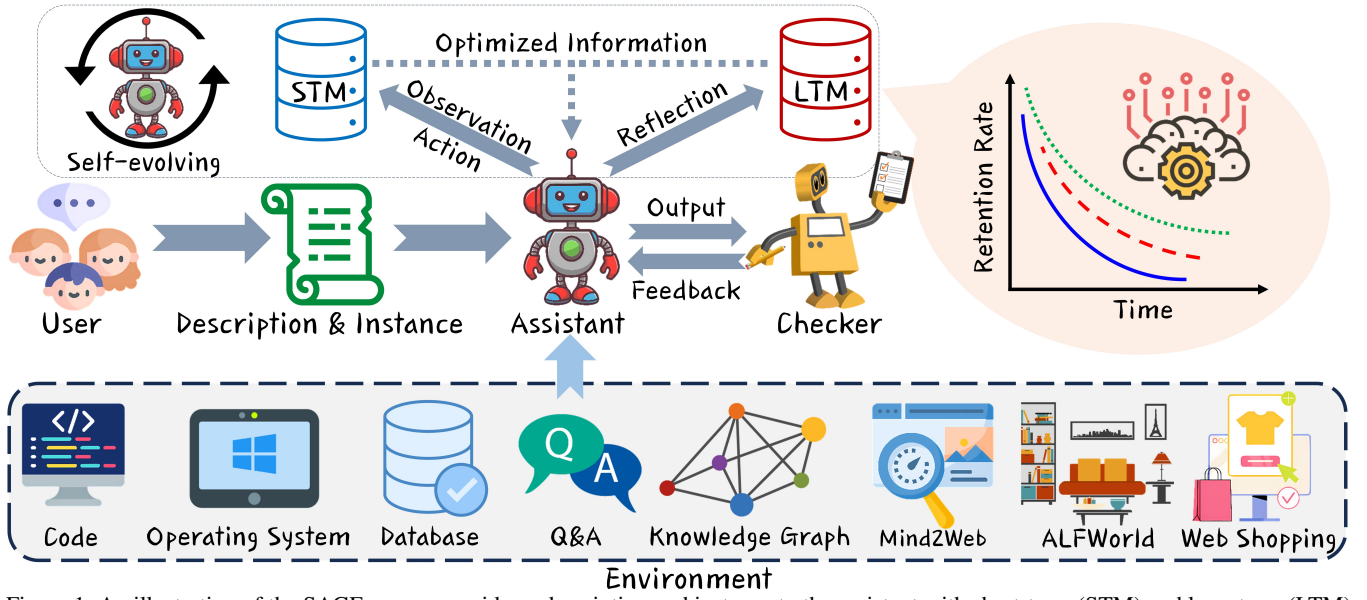 Optimized Information
STM
LTM
Observation
Action
Reflection
Self-evolving
Retention Rate
Time
Output
Feedback
User
Description & Instance
Assistant
Checker
Q
A
Code
Operating System
Database
Q&A
Knowledge Graph
Mind2Web
ALFWorld
Web Shopping
Environment